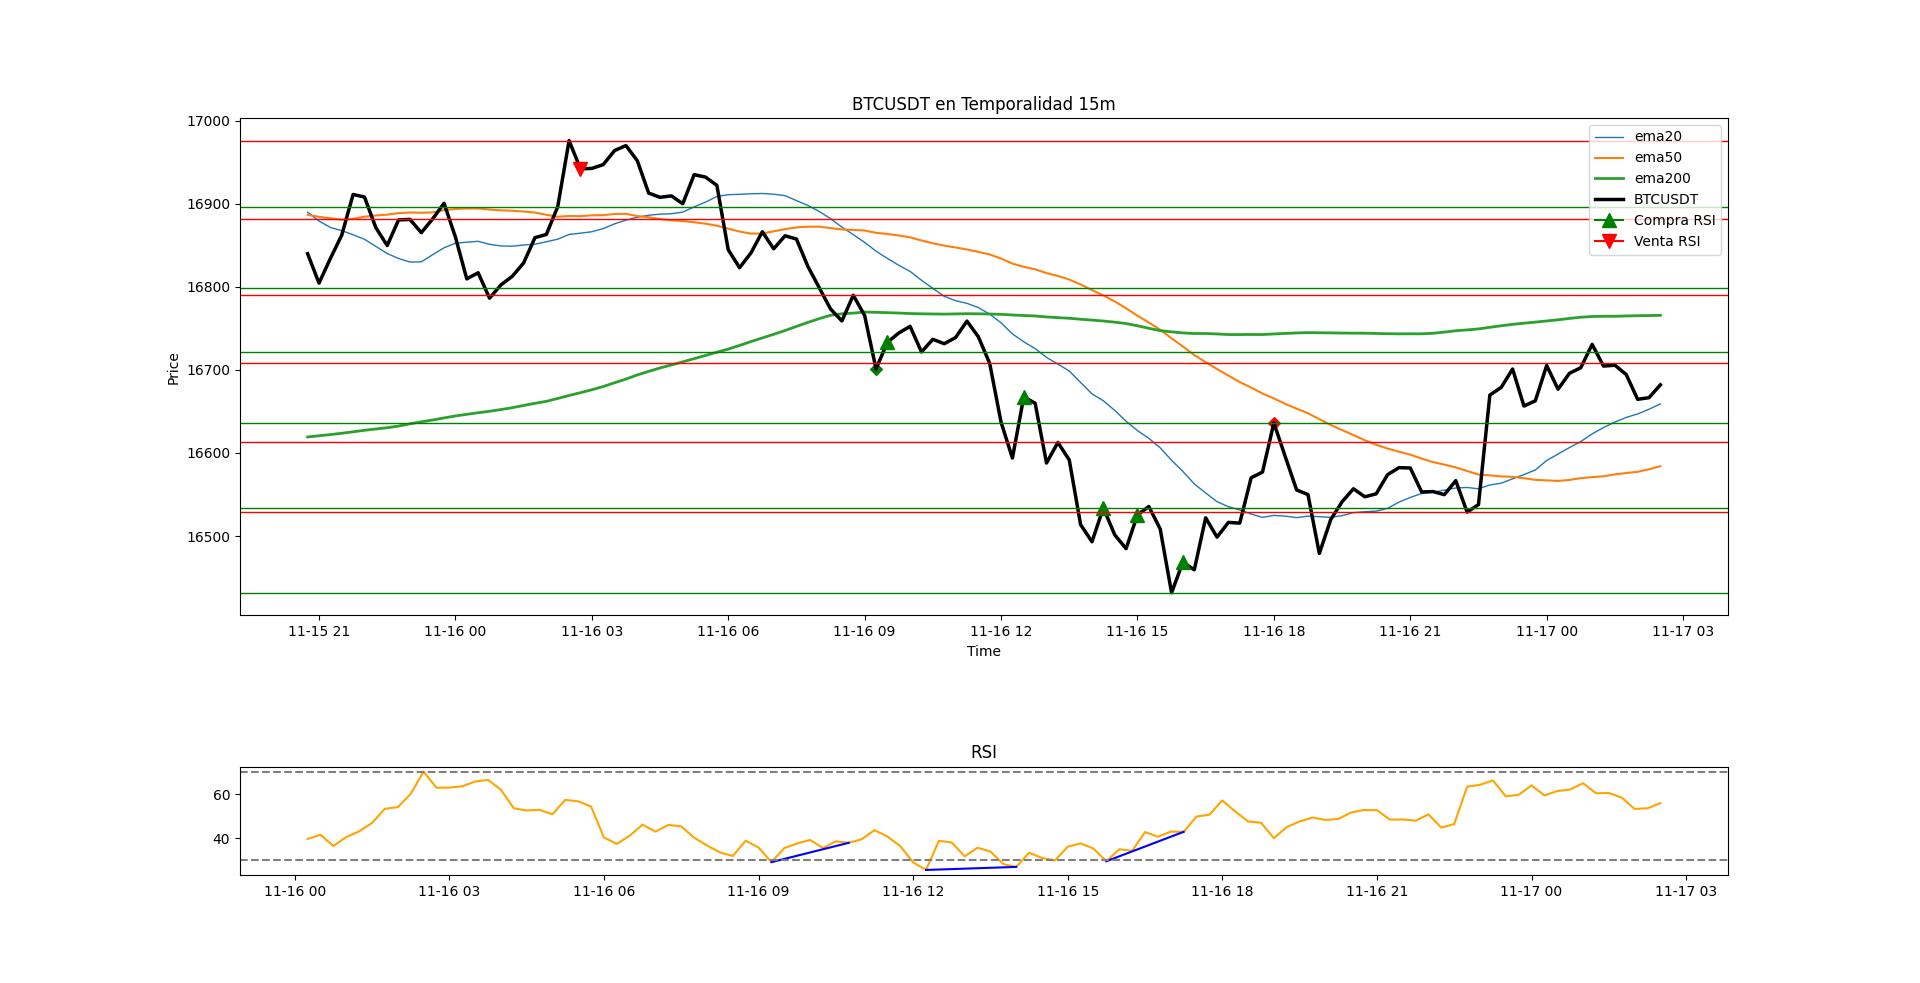 BTCUSDT en Temporalidad 15m
17000
16900
16800
16700
16600
16500
Price
ema20
ema50
ema200
BTCUSDT
Compra RSI
Venta RSI
11-15 21 11-16 00 11-16 03 11-16 06 11-16 09 11-16 12 11-16 15 11-16 18 11-16 21 11-17 00 11-17 03
Time
RSI
60
40
11-16 00 11-16 03 11-16 06 11-16 09 11-16 12 11-16 15 11-16 18 11-16 21 11-17 00 11-17 03